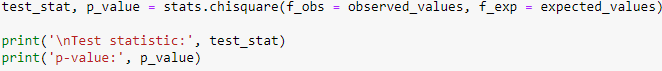 test_stat, p_value = stats.chisquare(f_obs = observed_values, f_exp = expected_values)
print('\nTest statistic:', test_stat)
print('p-value:', p_value)